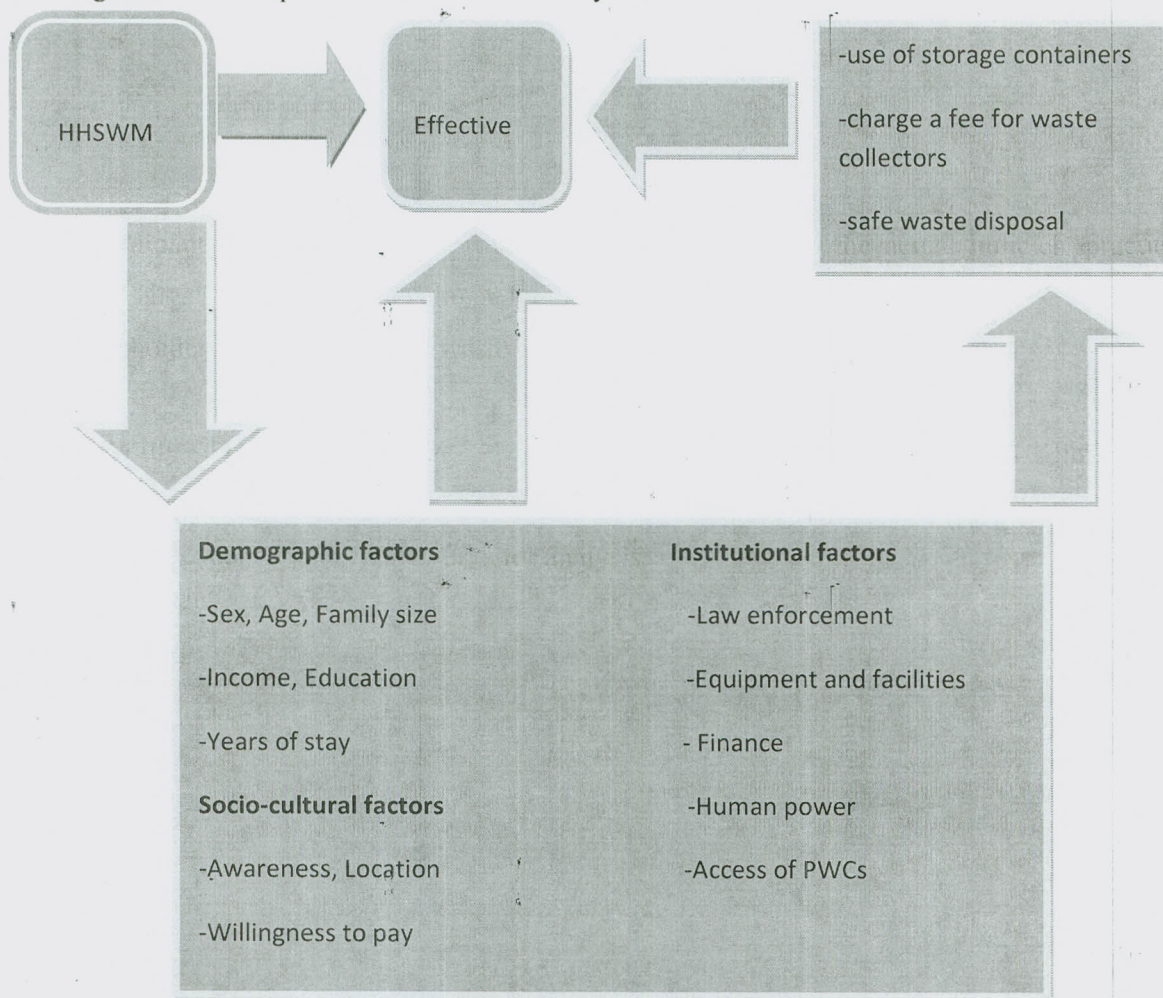 HHSWM
Effective
-use of storage containers
-charge a fee for waste
collectors
-safe waste disposal
Demographic factors
-Sex, Age, Family size
-Income, Education
-Years of stay
Socio-cultural factors
-Awareness, Location
-Willingness to pay
Institutional factors
-Law enforcement
-Equipment and facilities
- Finance
-Human power
-Access of PWCs